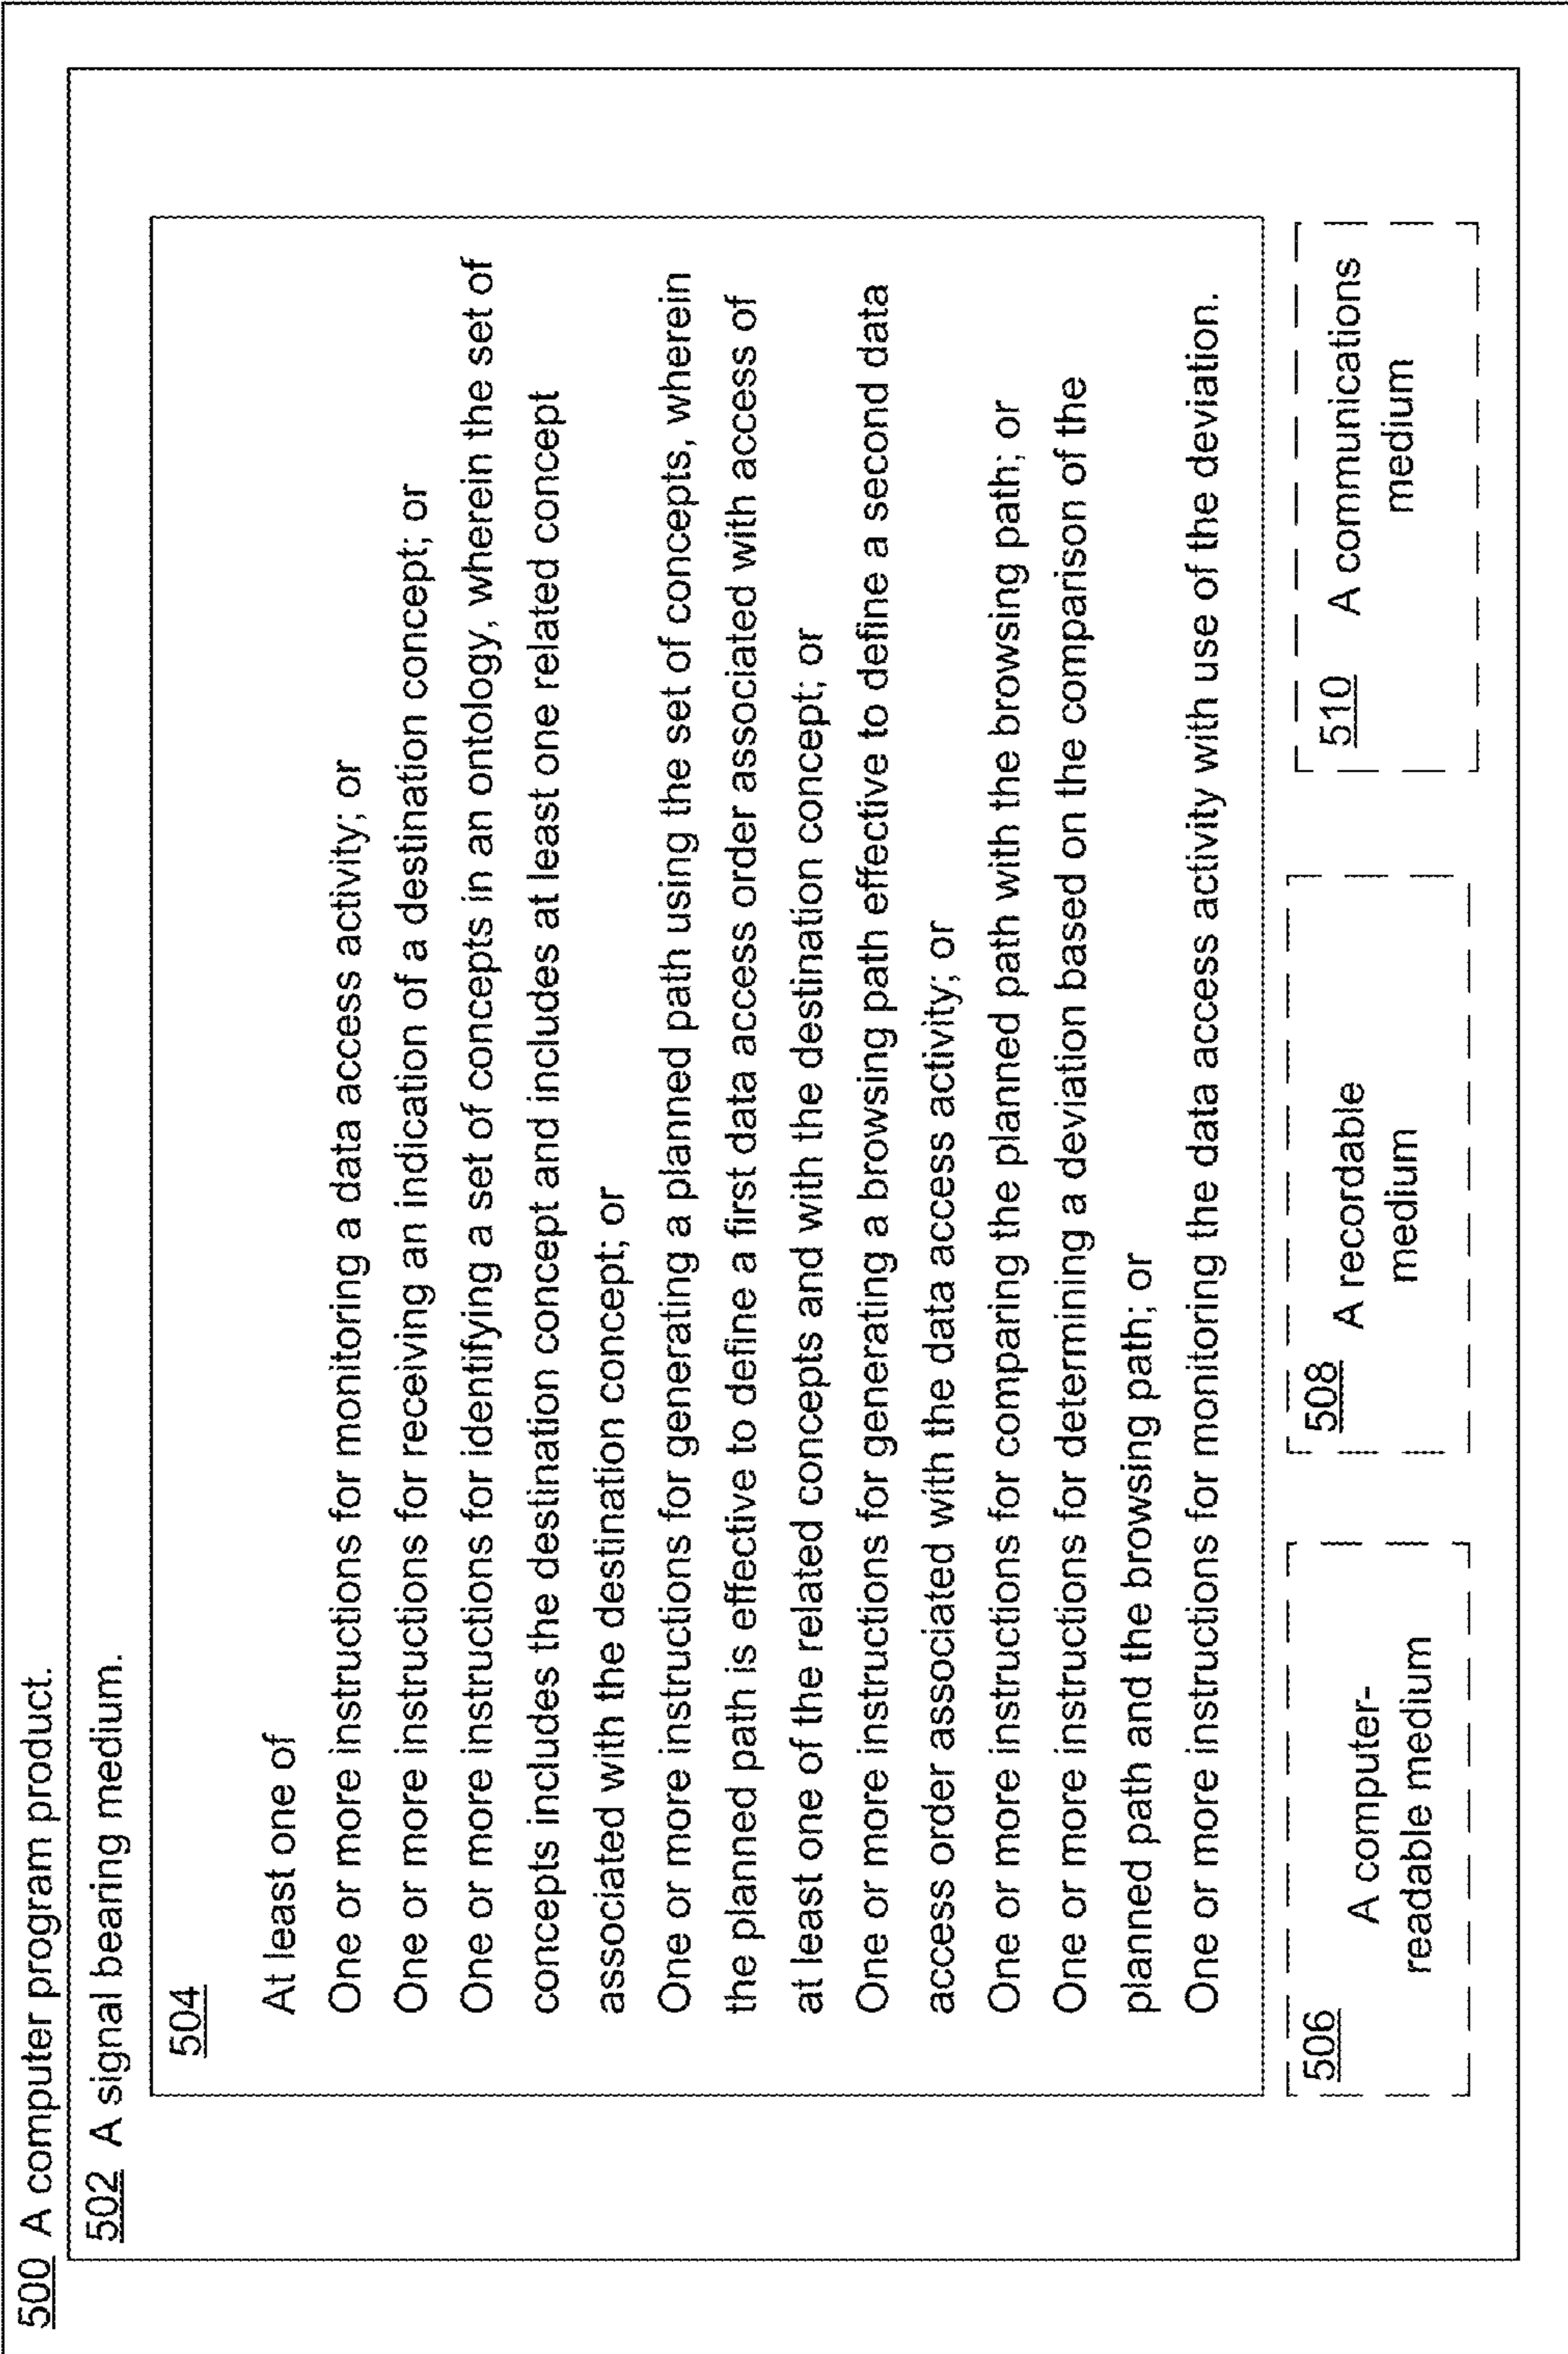 500 A computer program product.
502 A signal bearing medium.
504
At least one of
One or more instructions for monitoring a data access activity; or
One or more instructions for receiving an indication of a destination concept; or
One or more instructions for identifying a set of concepts in an ontology, wherein the set of
concepts includes the destination concept and includes at least one related concept
associated with the destination concept; or
One or more instructions for generating a planned path using the set of concepts, wherein
the planned path is effective to define a first data access order associated with access of
at least one of the related concepts and with the destination concept; or
One or more instructions for generating a browsing path effective to define a second data
access order associated with the data access activity; or
One or more instructions for comparing the planned path with the browsing path; or
One or more instructions for determining a deviation based on the comparison of the
planned path and the browsing path; or
One or more instructions for monitoring the data access activity with use of the deviation.
506
A computer-
readable medium
508
A recordable
medium
510
A communications
medium